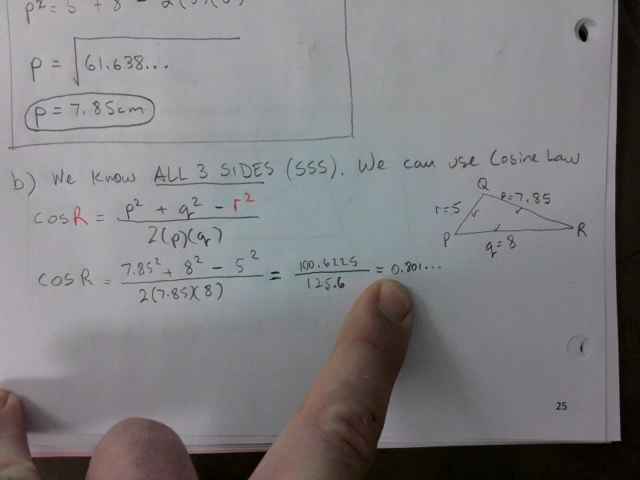 p = √61.638...
p = 7.85cm
b) We know ALL 3 SIDES (SSS). We can use Cosine Law
cosR = p² + q² - r² / 2(p)(q)
Q
r=5
p=7.85
P
q=8
R
cosR = 7.85² + 8² - 5² / 2(7.85)(8) = 100.6225 / 125.6 = 0.801...
25